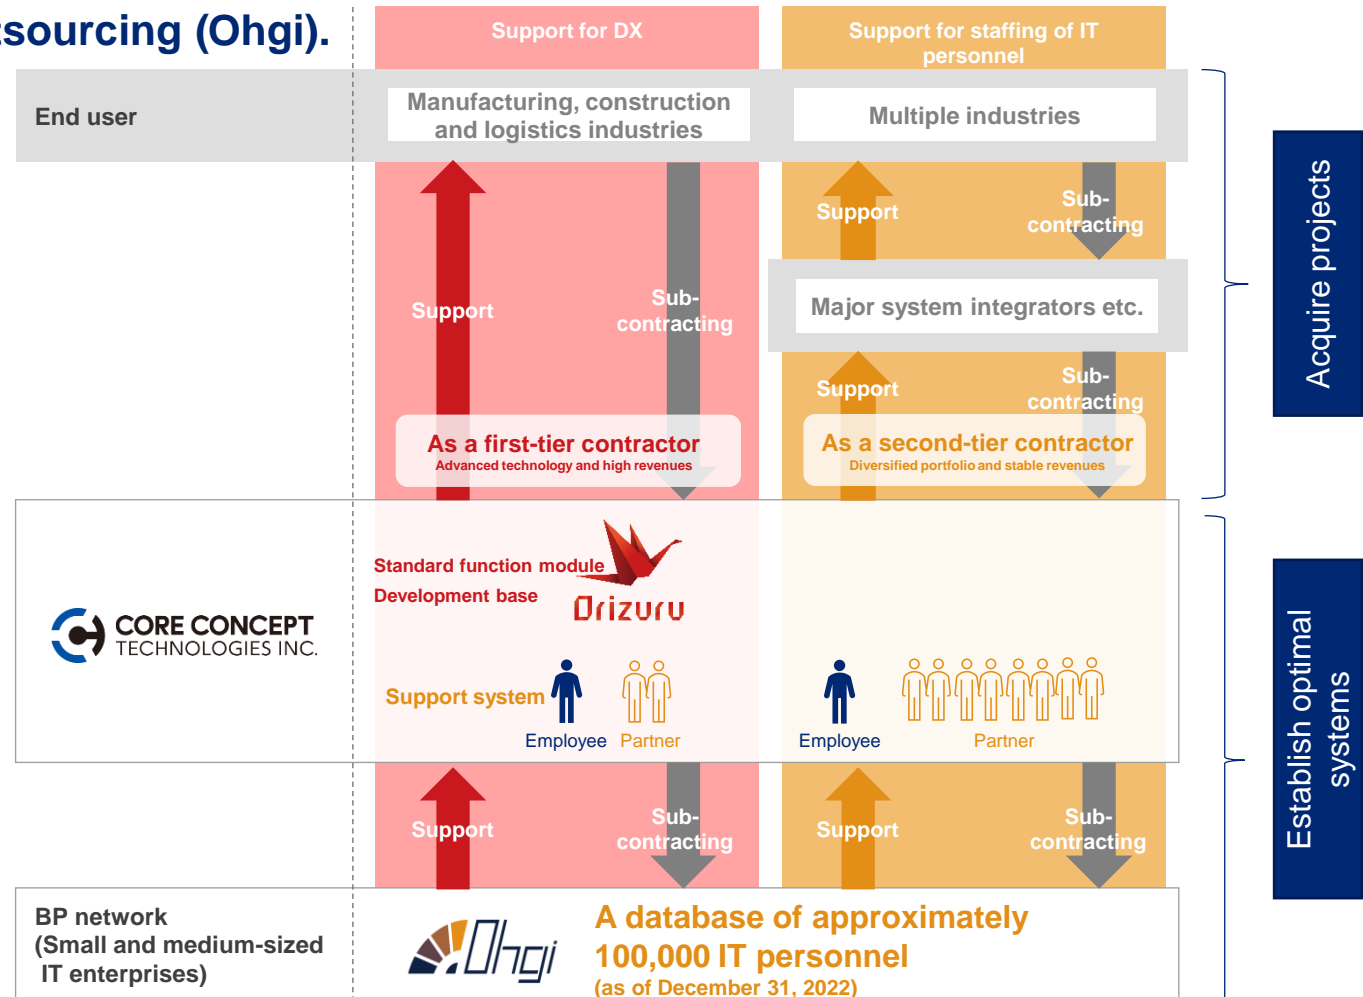 tsourcing (Ohgi).
Support for DX
Support for staffing of IT
personnel
End user
Manufacturing, construction
and logistics industries
Multiple industries
Support
Sub-
contracting
Major system integrators etc.
Support
Sub-
contracting
Support
Sub-
contracting
As a first-tier contractor
Advanced technology and high revenues
As a second-tier contractor
Diversified portfolio and stable revenues
Acquire projects
CORE CONCEPT
TECHNOLOGIES INC.
Standard function module
Development base
Orizuru
Support system
Employee
Partner
Employee
Partner
Support
Sub-
contracting
Support
Sub-
contracting
Establish optimal
systems
BP network
(Small and medium-sized
IT enterprises)
Ohgi
A database of approximately
100,000 IT personnel
(as of December 31, 2022)